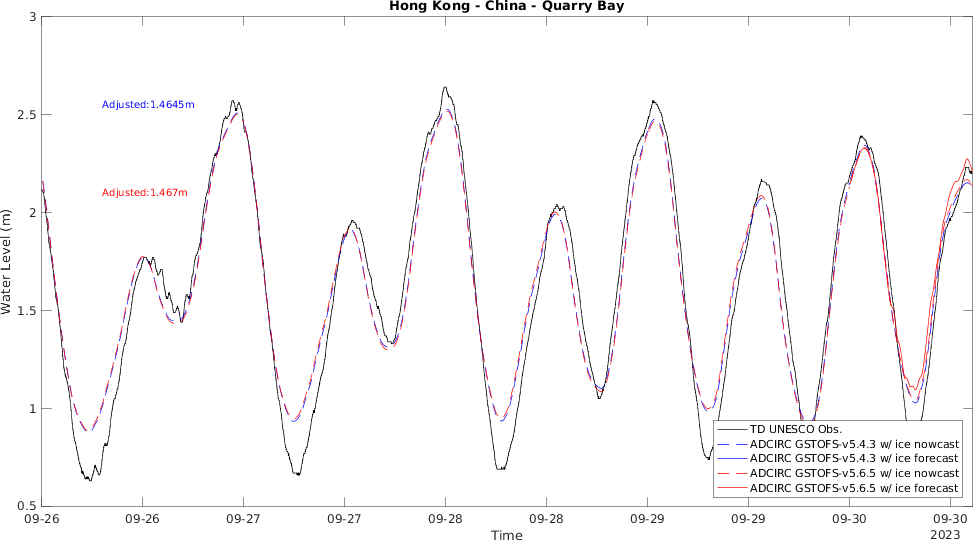 Hong Kong - China - Quarry Bay
3
2.5
2
1.5
1
0.5
Water Level (m)
Adjusted:1.4645m
Adjusted:1.467m
TD UNESCO Obs.
ADCIRC GSTOFS-v5.4.3 w/ ice nowcast
ADCIRC GSTOFS-v5.4.3 w/ ice forecast
ADCIRC GSTOFS-v5.6.5 w/ ice nowcast
ADCIRC GSTOFS-v5.6.5 w/ ice forecast
09-26 09-26 09-27 09-27 09-28 09-28 09-29 09-29 09-30 09-30
2023
Time